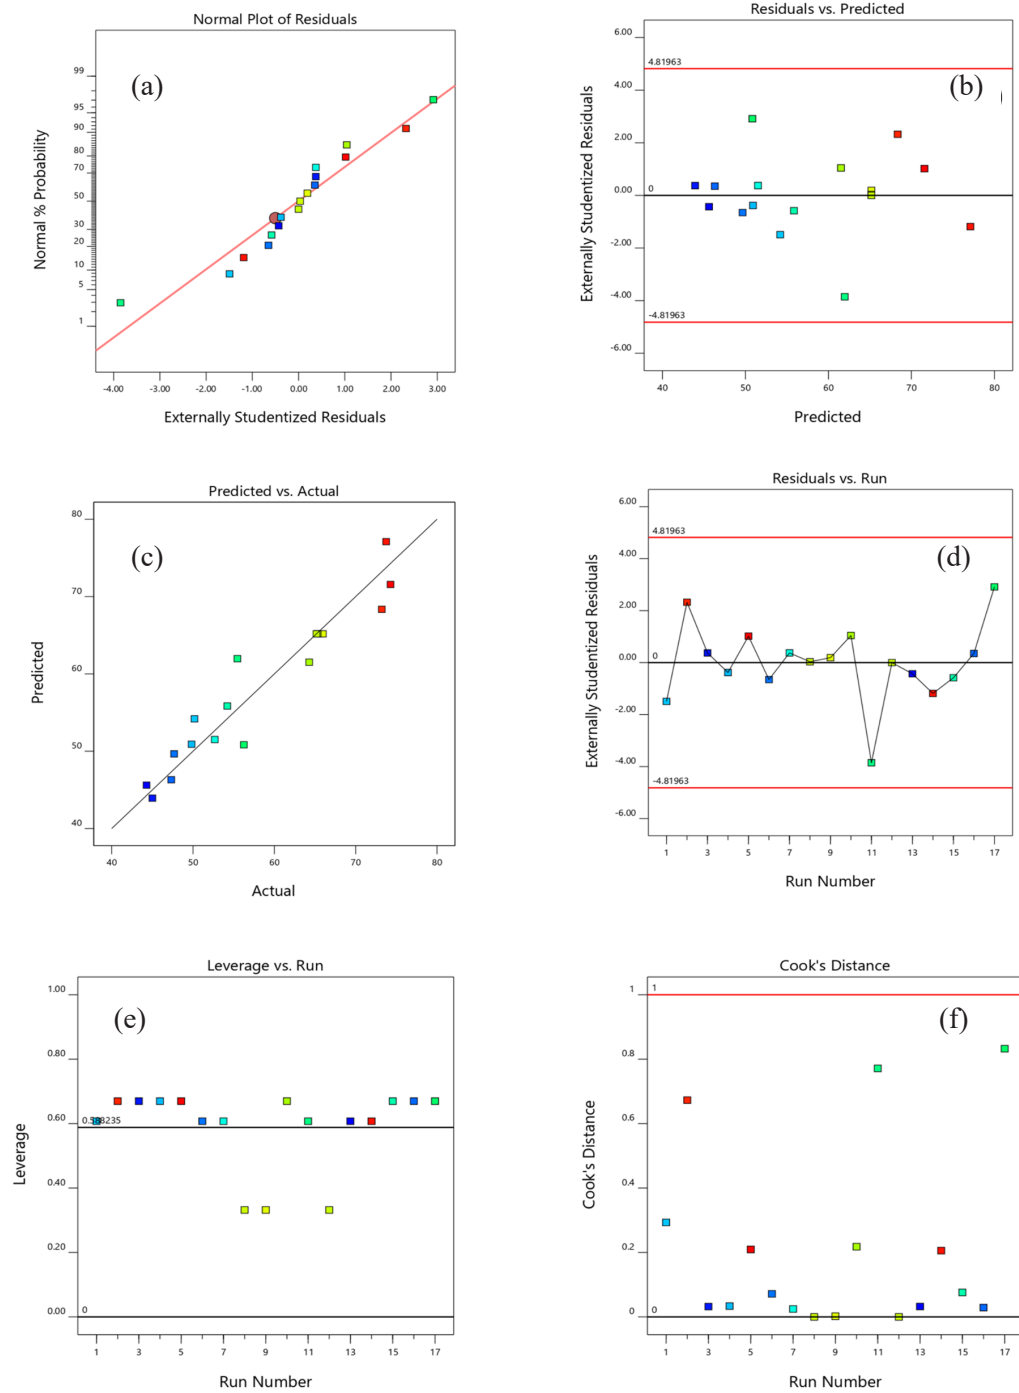 Normal Plot of Residuals
(a)
Normal % Probability
99
95
90
80
70
50
30
20
10
5
1
-4.00 -3.00 -2.00 -1.00 0.00 1.00 2.00 3.00
Externally Studentized Residuals
Residuals vs. Predicted
(b)
Externally Studentized Residuals
6.00
4.00
2.00
0.00
-2.00
-4.00
-6.00
4.81963
0
-4.81963
40 50 60 70 80
Predicted
Predicted vs. Actual
(c)
Predicted
80
70
60
50
40
40 50 60 70 80
Actual
Residuals vs. Run
(d)
Externally Studentized Residuals
6.00
4.00
2.00
0.00
-2.00
-4.00
-6.00
4.81963
0
-4.81963
1 3 5 7 9 11 13 15 17
Run Number
Leverage vs. Run
(e)
Leverage
1.00
0.80
0.60
0.40
0.20
0.00
0.588235
0
1 3 5 7 9 11 13 15 17
Run Number
Cook's Distance
(f)
Cook's Distance
1
0.8
0.6
0.4
0.2
0
1
0
1 3 5 7 9 11 13 15 17
Run Number